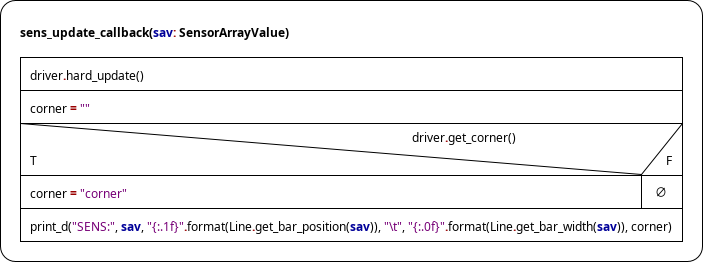 sens_update_callback(sav: SensorArrayValue)
driver.hard_update()
corner = ""
driver.get_corner()
T
F
corner = "corner"
∅
print_d("SENS:", sav, "{:.1f}".format(Line.get_bar_position(sav)), "\t", "{:.0f}".format(Line.get_bar_width(sav)), corner)